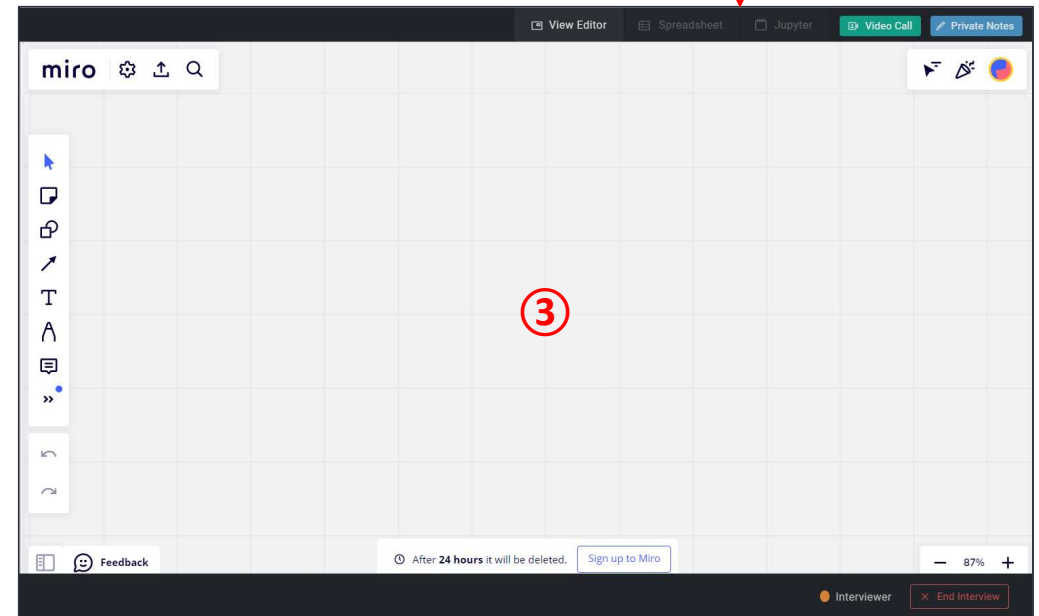 View Editor Spreadsheet Jupyter Video Call Private Notes
miro
T
③
Feedback After 24 hours it will be deleted. Sign up to Miro 87%
Interviewer × End Interview